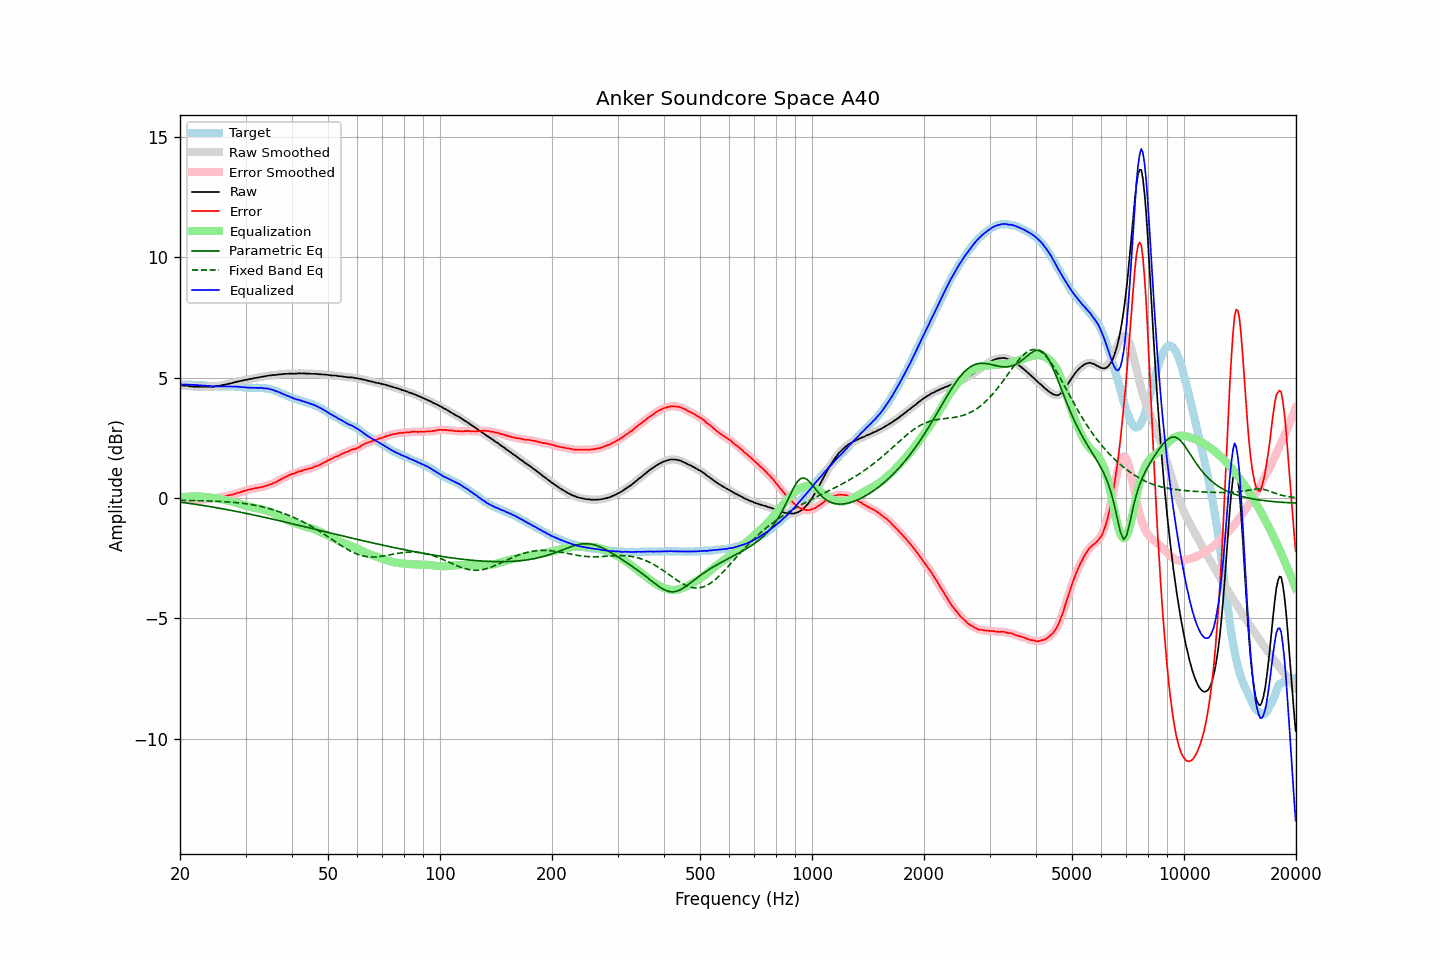 Anker Soundcore Space A40
Target
Raw Smoothed
Error Smoothed
Raw
Error
Equalization
Parametric Eq
Fixed Band Eq
Equalized
15
10
5
0
−5
−10
Amplitude (dBr)
20
50
100
200
500
1000
2000
5000
10000
20000
Frequency (Hz)